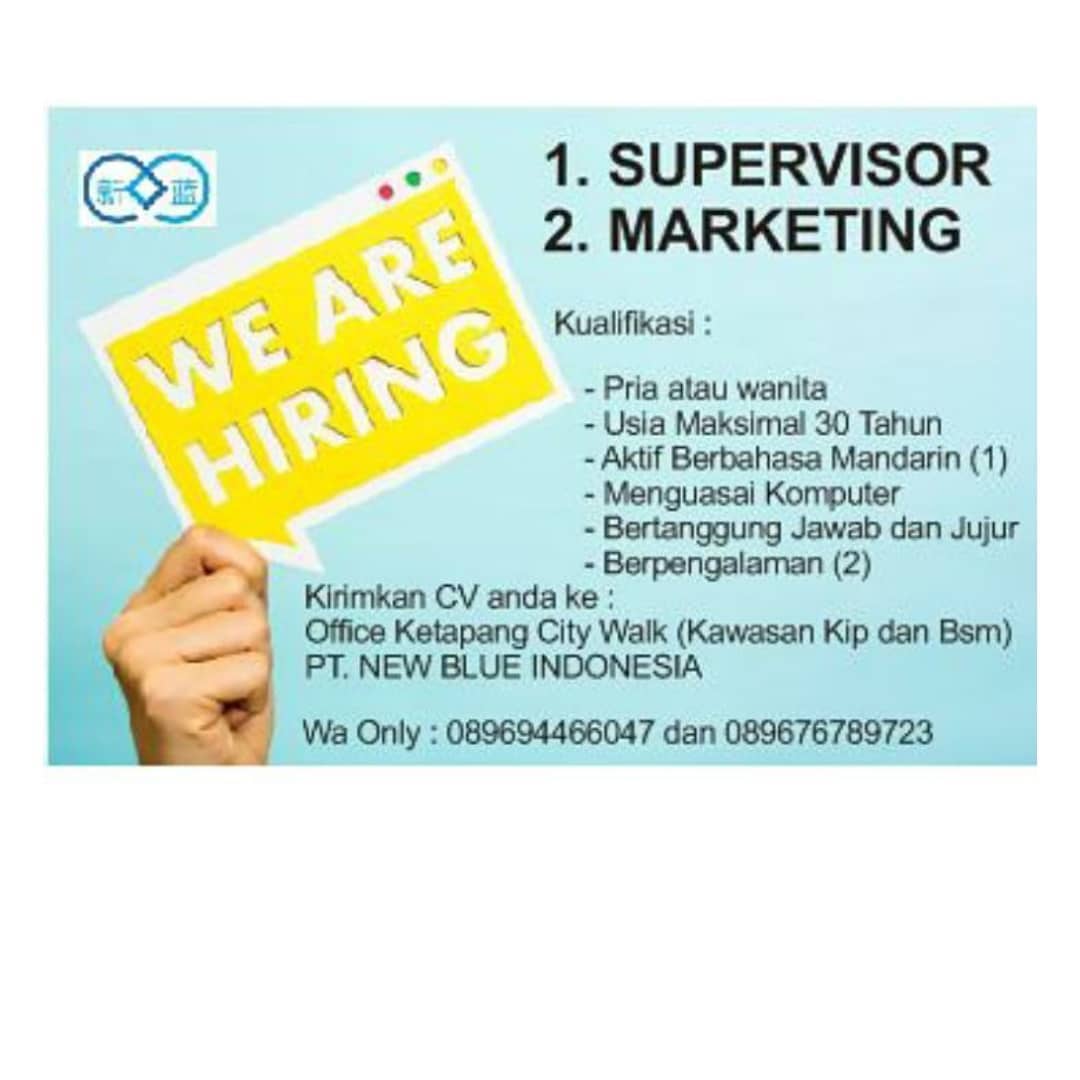 新 蓝
WE ARE
HIRING
1. SUPERVISOR
2. MARKETING
Kualifikasi :
- Pria atau wanita
- Usia Maksimal 30 Tahun
- Aktif Berbahasa Mandarin (1)
- Menguasai Komputer
- Bertanggung Jawab dan Jujur
- Berpengalaman (2)
Kirimkan CV anda ke :
Office Ketapang City Walk (Kawasan Kip dan Bsm)
PT. NEW BLUE INDONESIA
Wa Only : 089694466047 dan 089676789723